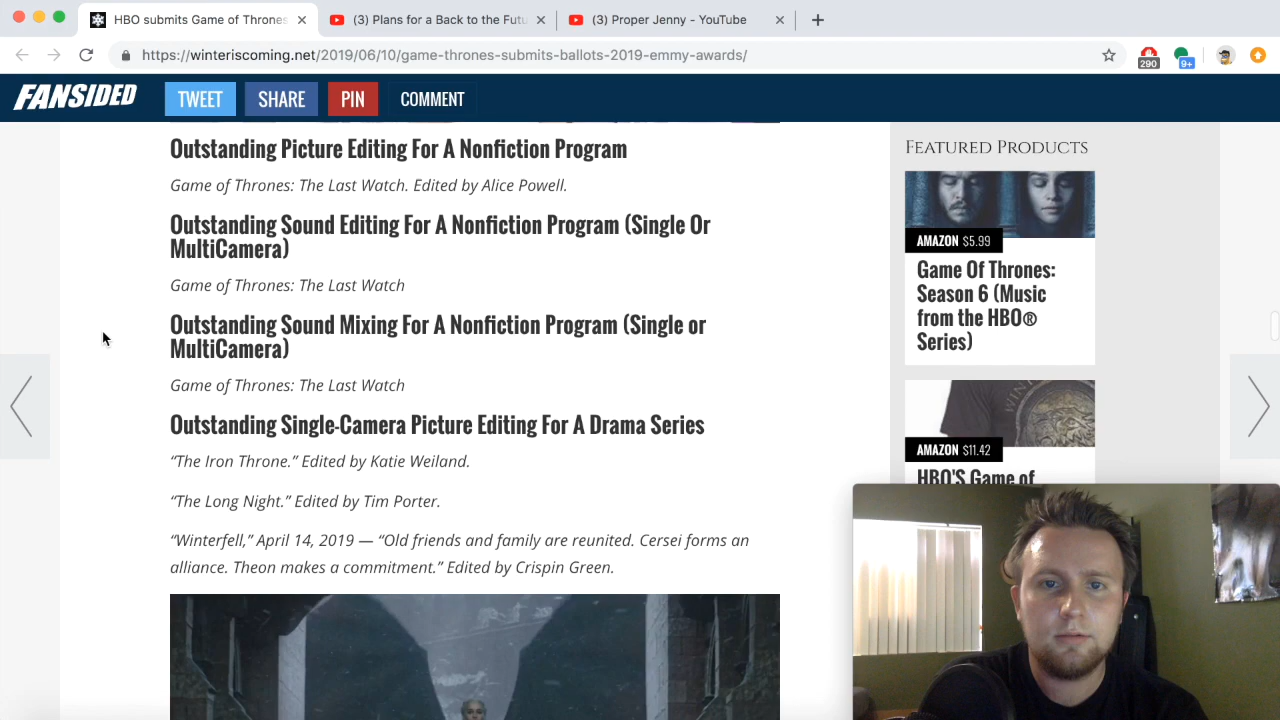 HBO submits Game of Thrones
(3) Plans for a Back to the Futu
(3) Proper Jenny - YouTube
https://winteriscoming.net/2019/06/10/game-thrones-submits-ballots-2019-emmy-awards/
290
9+
FANSIDED
TWEET
SHARE
PIN
COMMENT
Outstanding Picture Editing For A Nonfiction Program
Game of Thrones: The Last Watch. Edited by Alice Powell.
Outstanding Sound Editing For A Nonfiction Program (Single Or
MultiCamera)
Game of Thrones: The Last Watch
Outstanding Sound Mixing For A Nonfiction Program (Single or
MultiCamera)
Game of Thrones: The Last Watch
Outstanding Single-Camera Picture Editing For A Drama Series
“The Iron Throne.” Edited by Katie Weiland.
“The Long Night.” Edited by Tim Porter.
“Winterfell,” April 14, 2019 — “Old friends and family are reunited. Cersei forms an
alliance. Theon makes a commitment.” Edited by Crispin Green.
FEATURED PRODUCTS
AMAZON $5.99
Game Of Thrones:
Season 6 (Music
from the HBO®
Series)
WIN
AMAZON $11.42
HBO'S Game of